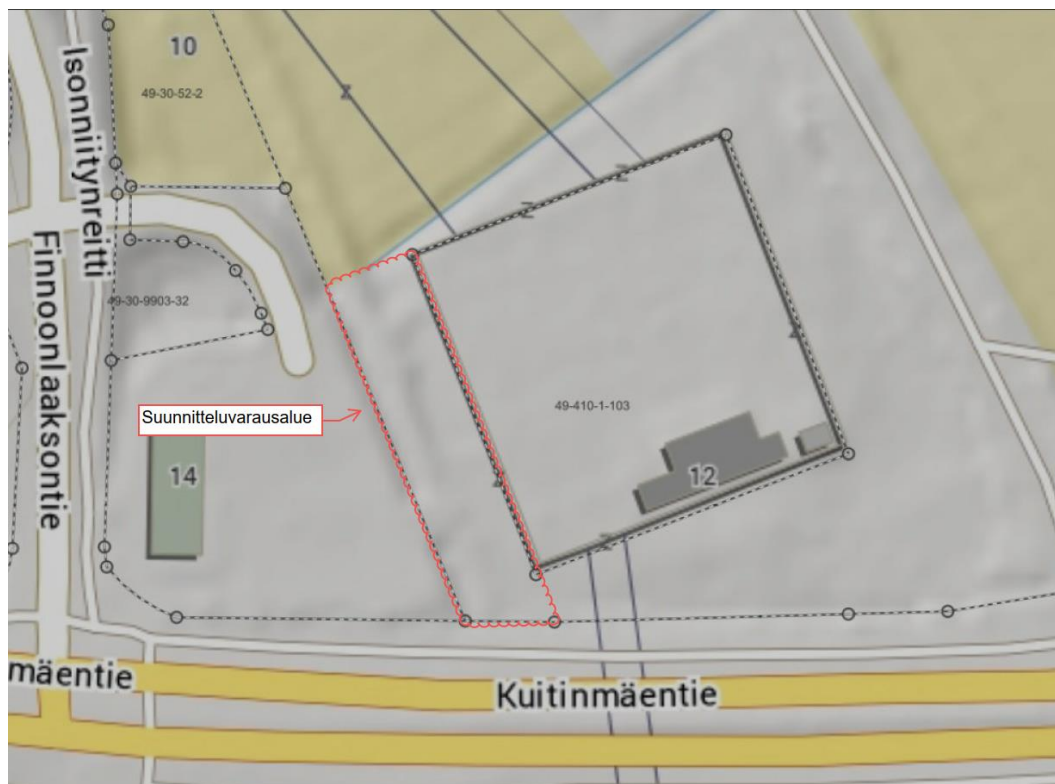 10
49-30-52-2
Isonniitynreitti
Finnoonlaaksontie
49-30-9903-32
Suunnitteluvarausalue
49-410-1-103
14
12
mäentie
Kuitinmäentie